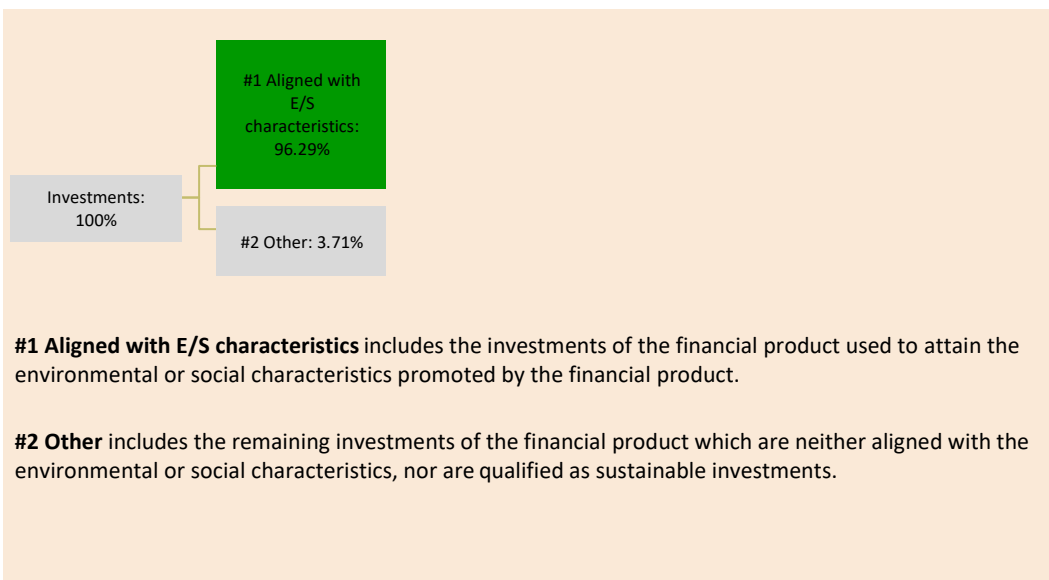 #1 Aligned with
E/S
characteristics:
96.29%
Investments:
100%
#2 Other: 3.71%
#1 Aligned with E/S characteristics includes the investments of the financial product used to attain the
environmental or social characteristics promoted by the financial product.
#2 Other includes the remaining investments of the financial product which are neither aligned with the
environmental or social characteristics, nor are qualified as sustainable investments.